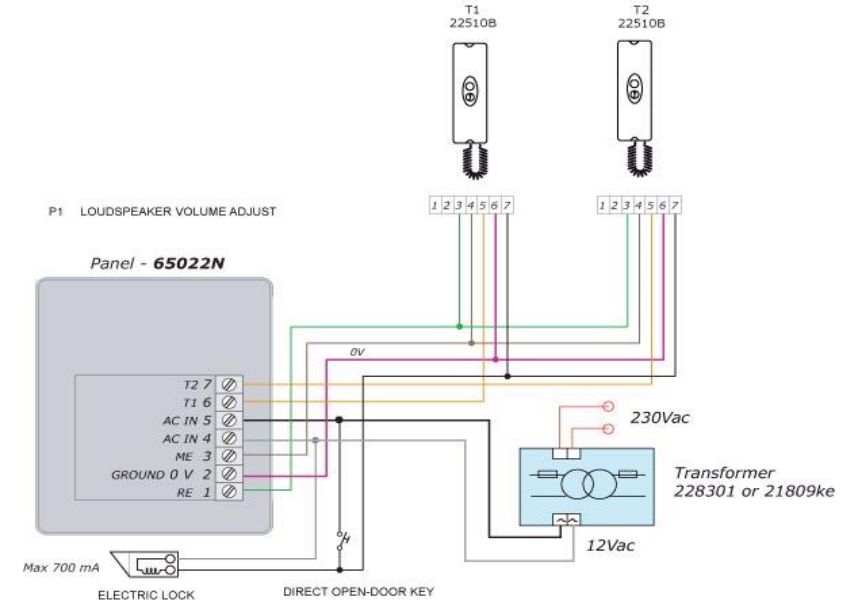 T1
22510B
T2
22510B
1 2 3 4 5 6 7
1 2 3 4 5 6 7
P1 LOUDSPEAKER VOLUME ADJUST
Panel - 65022N
0V
T2 7
T1 6
AC IN 5
AC IN 4
ME 3
GROUND 0 V 2
RE 1
230Vac
Transformer
228301 or 21809ke
12Vac
Max 700 mA
ELECTRIC LOCK
DIRECT OPEN-DOOR KEY